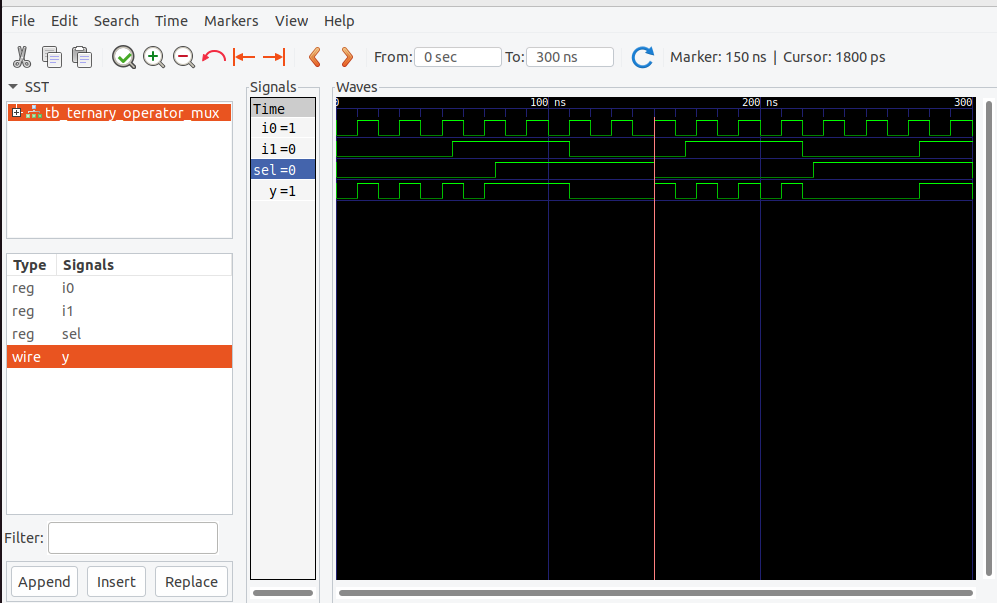 File Edit Search Time Markers View Help
From: 0 sec To: 300 ns Marker: 150 ns | Cursor: 1800 ps
SST
tb_ternary_operator_mux
Type Signals
reg i0
reg i1
reg sel
wire y
Filter:
Append Insert Replace
Signals
Time
i0=1
i1=0
sel=0
y=1
Waves
0 100 ns 200 ns 300